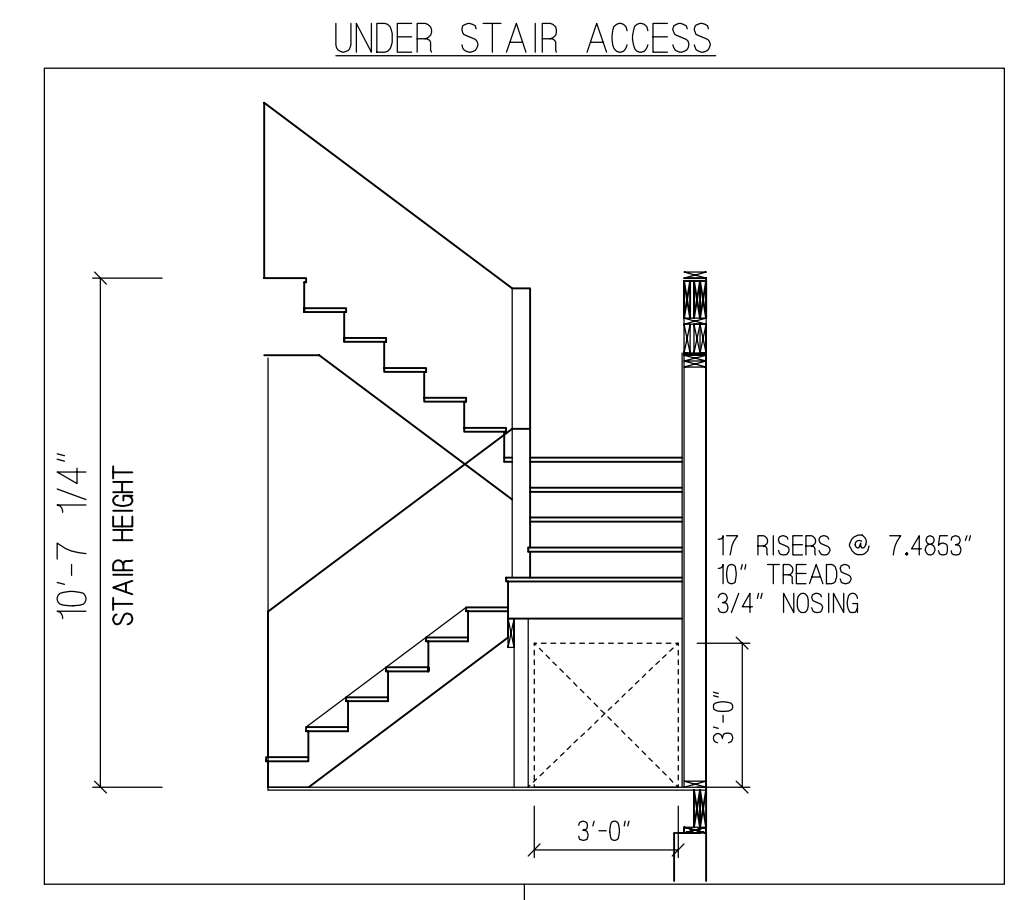 UNDER STAIR ACCESS
10'-7 1/4"
STAIR HEIGHT
17 RISERS @ 7.4853"
10" TREADS
3/4" NOSING
3'-0"
3'-0"